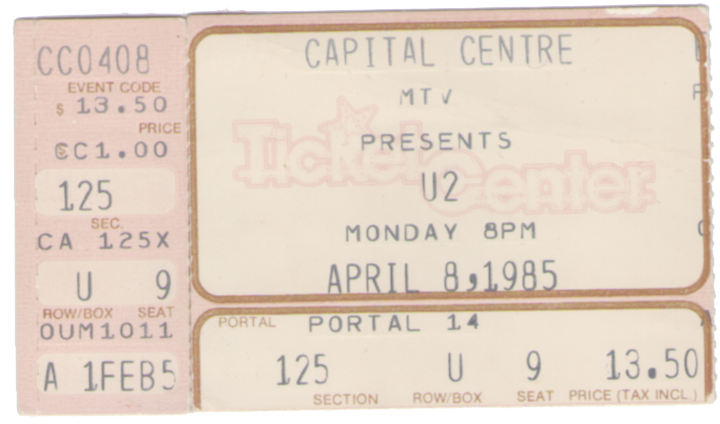 CC0408
EVENT CODE
$ 13.50
PRICE
CC1.00
125
SEC.
CA 125X
U 9
ROW/BOX SEAT
OUM1011
A 1FEB5
CAPITAL CENTRE
MTV
Ticket Center
PRESENTS
U2
MONDAY 8PM
APRIL 8,1985
PORTAL PORTAL 14
125 U 9 13.50
SECTION ROW/BOX SEAT PRICE (TAX INCL.)